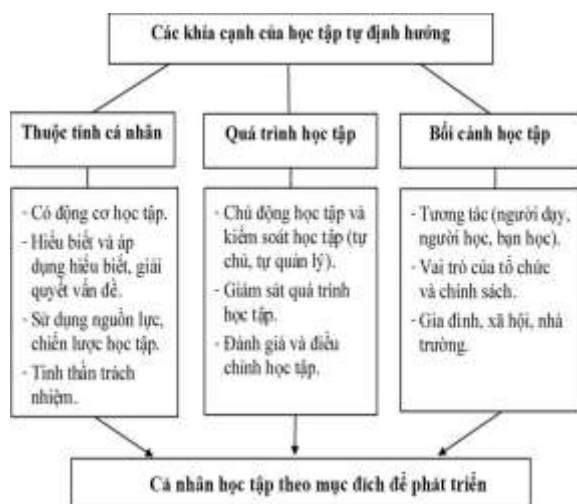 Các khía cạnh của học tập tự định hướng
Thuộc tính cá nhân
Quá trình học tập
Bối cảnh học tập
- Có động cơ học tập.
- Hiểu biết và áp
dụng hiểu biết, giải
quyết vấn đề.
- Sử dụng nguồn lực,
chiến lược học tập.
- Tinh thần trách
nhiệm.
- Chủ động học tập và
kiểm soát học tập (tự
chủ, tự quản lý).
- Giám sát quá trình
học tập.
- Đánh giá và điều
chỉnh học tập.
- Tương tác (người dạy,
người học, bạn học).
- Vai trò của tổ chức
và chính sách.
- Gia đình, xã hội, nhà
trường.
Cá nhân học tập theo mục đích để phát triển